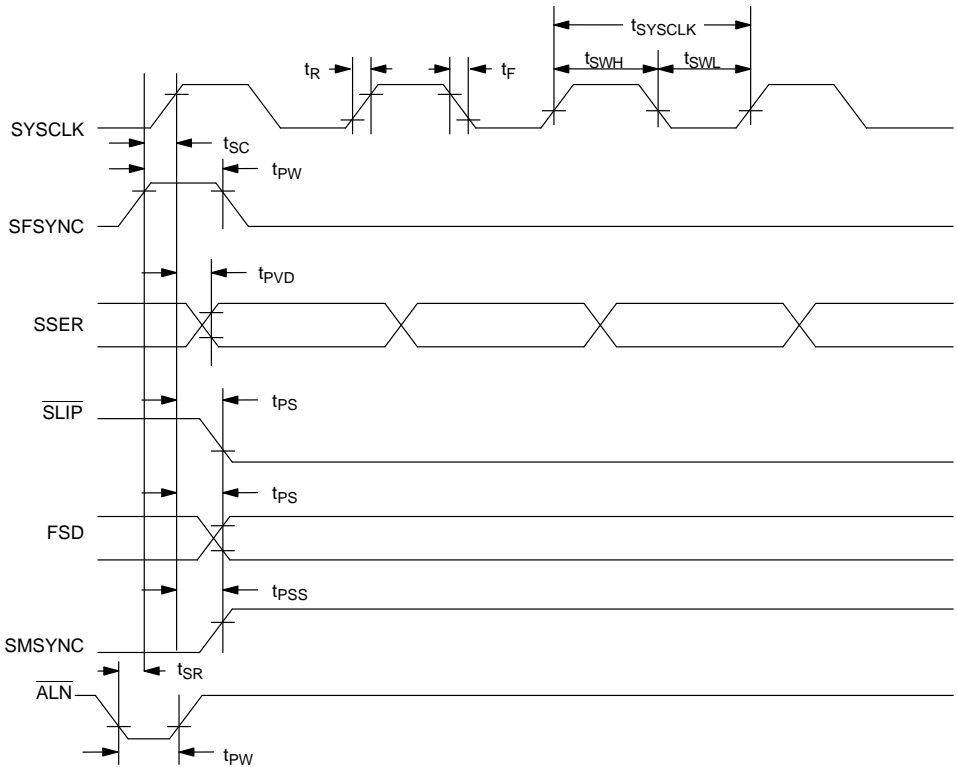 tSYSCLK
tR
tF
tSWH
tSWL
SYSCLK
tSC
tPW
SFSYNC
tPVD
SSER
SLIP
tPS
tPS
FSD
tPSS
SMSYNC
tSR
ALN
tPW